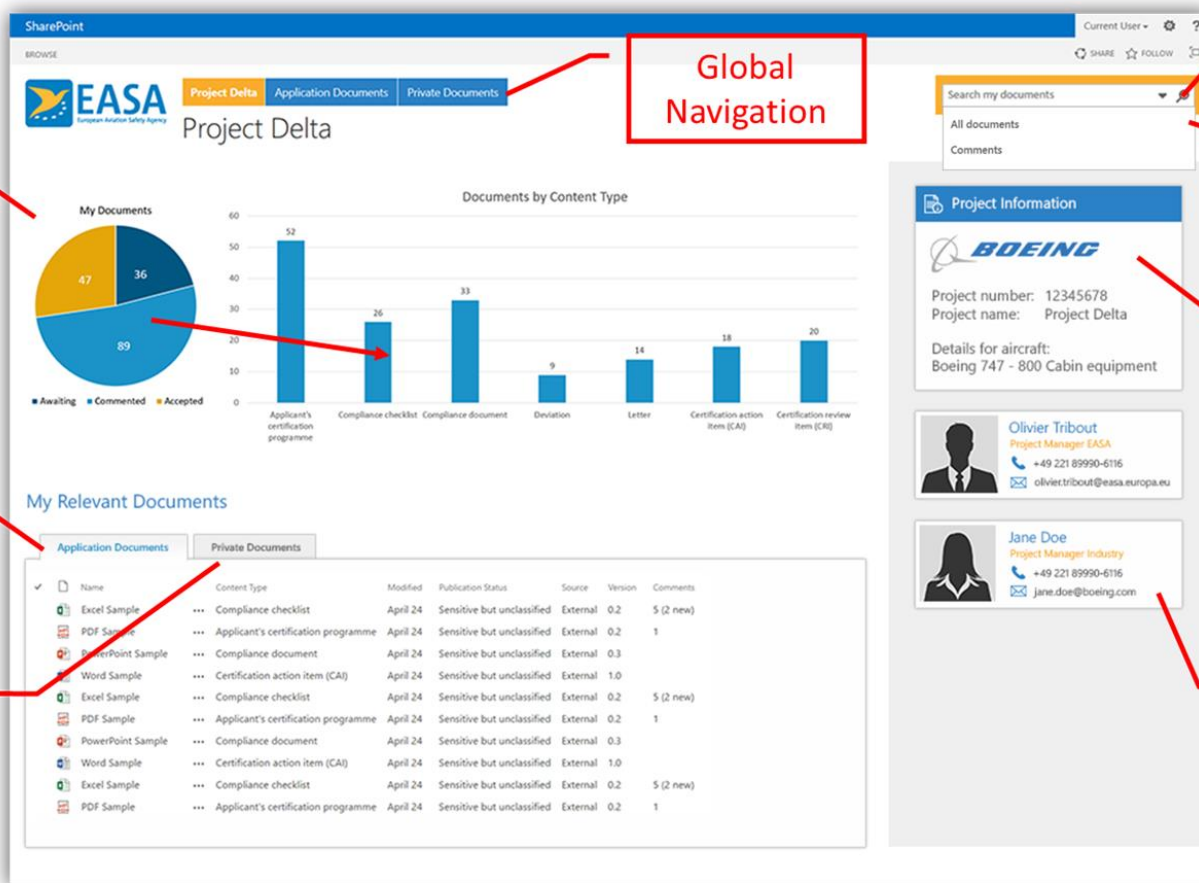 SharePoint
Current User
?
BROWSE
SHARE FOLLOW
EASA
European Aviation Safety Agency
Project Delta Application Documents Private Documents
Project Delta
Global
Navigation
Search my documents
All documents
Comments
My Documents
47
36
89
Awaiting Commented Accepted
Documents by Content Type
60
50
40
30
20
10
0
52
26
33
9
14
18
20
Applicant's
certification
programme
Compliance checklist
Compliance document
Deviation
Letter
Certification action
item (CAI)
Certification review
item (CRI)
Project Information
BOEING
Project number: 12345678
Project name: Project Delta
Details for aircraft:
Boeing 747 - 800 Cabin equipment
Olivier Tribout
Project Manager EASA
+49 221 89990-6116
olivier.tribout@easa.europa.eu
Jane Doe
Project Manager Industry
+49 221 89990-6116
jane.doe@boeing.com
My Relevant Documents
Application Documents Private Documents
Name Content Type Modified Publication Status Source Version Comments
Excel Sample ••• Compliance checklist April 24 Sensitive but unclassified External 0.2 5 (2 new)
PDF Sample ••• Applicant's certification programme April 24 Sensitive but unclassified External 0.2 1
PowerPoint Sample ••• Compliance document April 24 Sensitive but unclassified External 0.3
Word Sample ••• Certification action item (CAI) April 24 Sensitive but unclassified External 1.0
Excel Sample ••• Compliance checklist April 24 Sensitive but unclassified External 0.2 5 (2 new)
PDF Sample ••• Applicant's certification programme April 24 Sensitive but unclassified External 0.2 1
PowerPoint Sample ••• Compliance document April 24 Sensitive but unclassified External 0.3
Word Sample ••• Certification action item (CAI) April 24 Sensitive but unclassified External 1.0
Excel Sample ••• Compliance checklist April 24 Sensitive but unclassified External 0.2 5 (2 new)
PDF Sample ••• Applicant's certification programme April 24 Sensitive but unclassified External 0.2 1